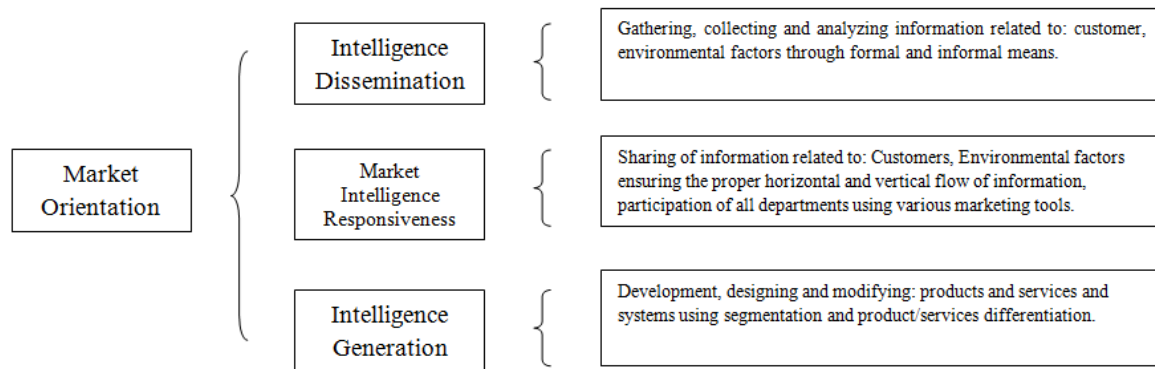 Market
Orientation
Intelligence
Dissemination
Gathering, collecting and analyzing information related to: customer,
environmental factors through formal and informal means.
Market
Intelligence
Responsiveness
Sharing of information related to: Customers, Environmental factors
ensuring the proper horizontal and vertical flow of information,
participation of all departments using various marketing tools.
Intelligence
Generation
Development, designing and modifying: products and services and
systems using segmentation and product/services differentiation.